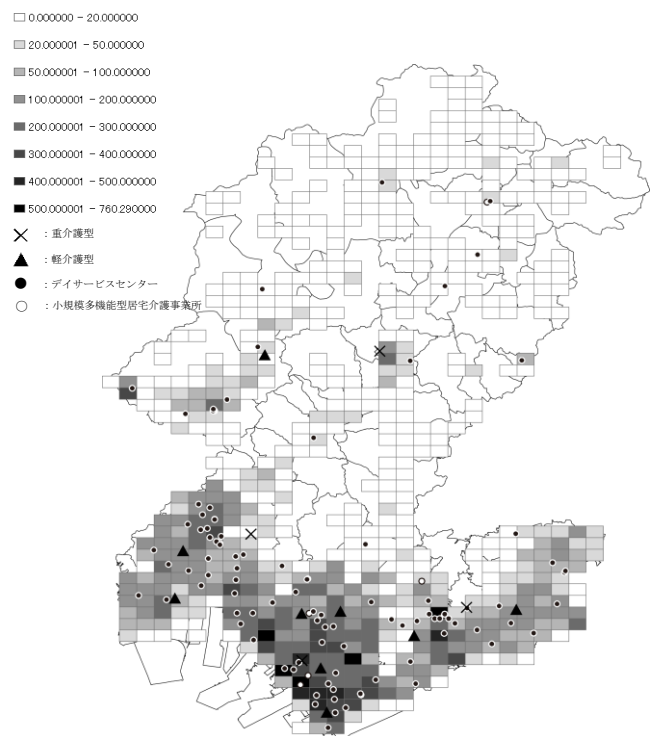 0.000000 - 20.000000
20.000001 - 50.000000
50.000001 - 100.000000
100.000001 - 200.000000
200.000001 - 300.000000
300.000001 - 400.000000
400.000001 - 500.000000
500.000001 - 760.290000
：重介護型
：軽介護型
：デイサービスセンター
：小規模多機能型居宅介護事業所